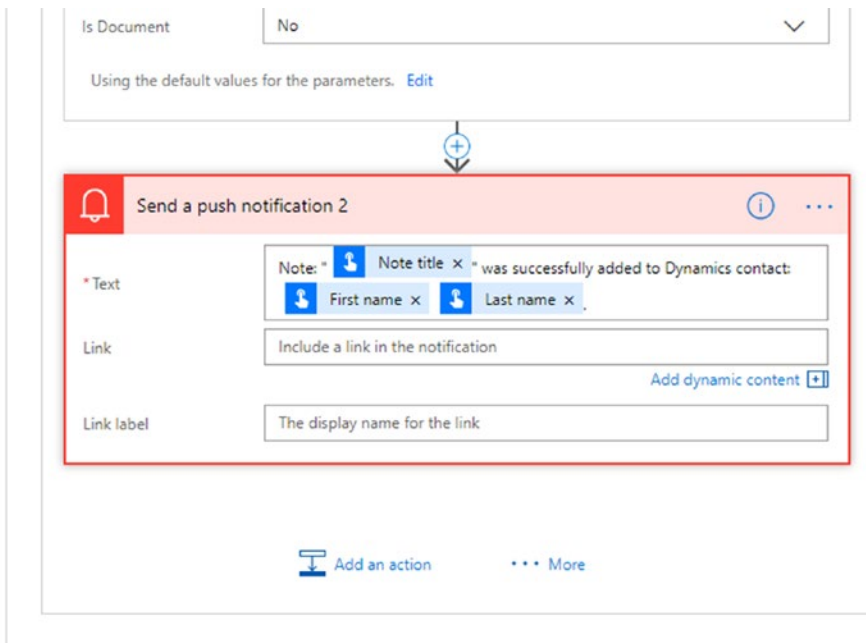 Is Document No
Using the default values for the parameters. Edit
Send a push notification 2
* Text Note: " Note title × " was successfully added to Dynamics contact:
First name × Last name × .
Link Include a link in the notification
Add dynamic content
Link label The display name for the link
Add an action ··· More